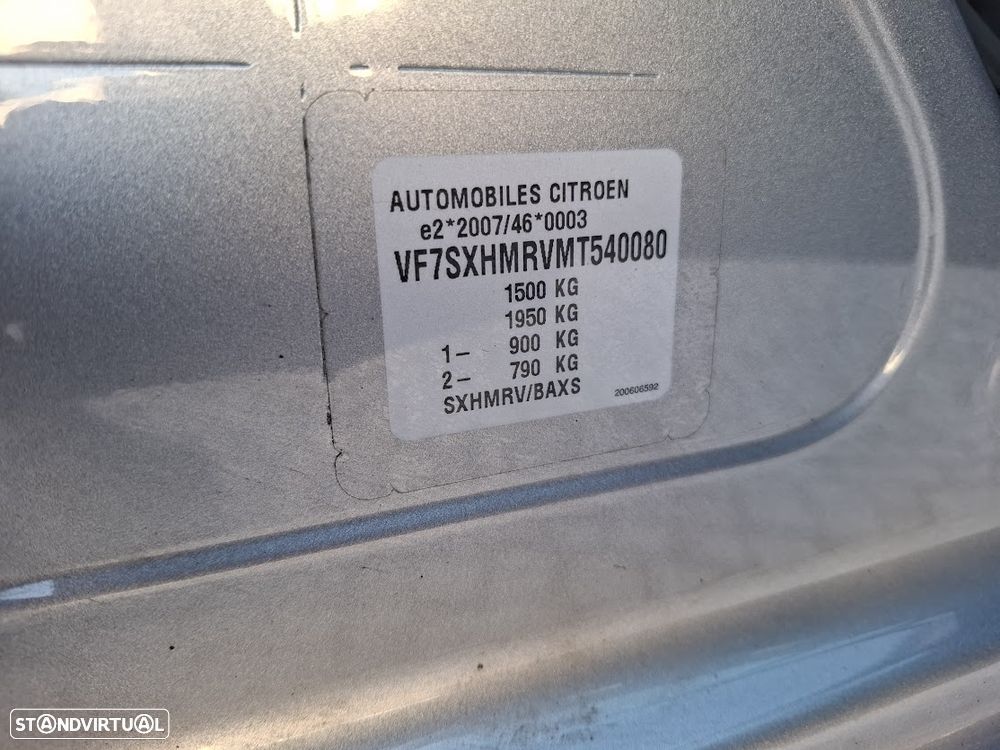 AUTOMOBILES CITROEN
e2*2007/46*0003
VF7SXHMRVMT540080
1500 KG
1950 KG
1– 900 KG
2– 790 KG
SXHMRV/BAXS 200606592
STANDVIRTUAL